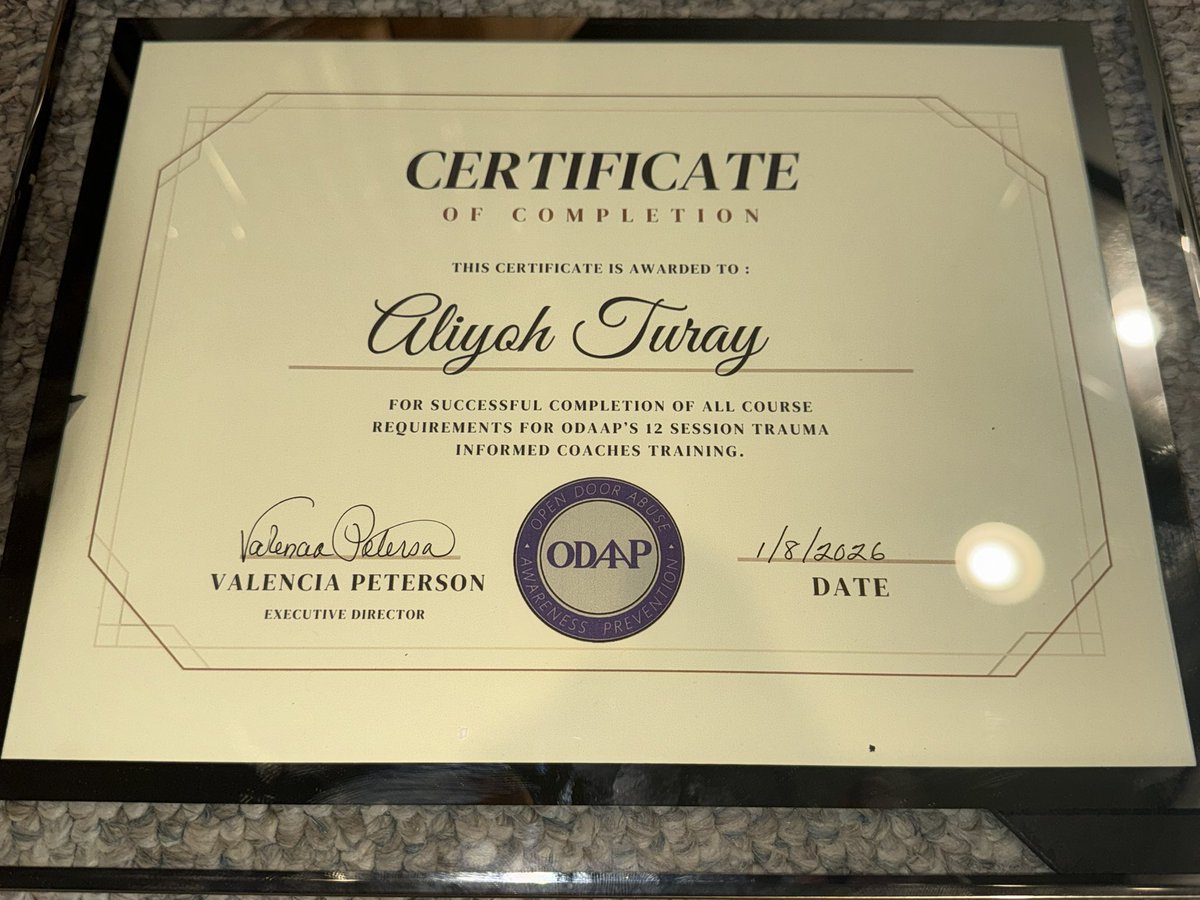 CERTIFICATE
OF COMPLETION
THIS CERTIFICATE IS AWARDED TO :
Aliyoh Turay
FOR SUCCESSFUL COMPLETION OF ALL COURSE
REQUIREMENTS FOR ODAAP'S 12 SESSION TRAUMA
INFORMED COACHES TRAINING.
Valencia Peterson
VALENCIA PETERSON
EXECUTIVE DIRECTOR
OPEN DOOR ABUSE
ODAAP
AWARENESS PREVENTION
1/8/2026
DATE